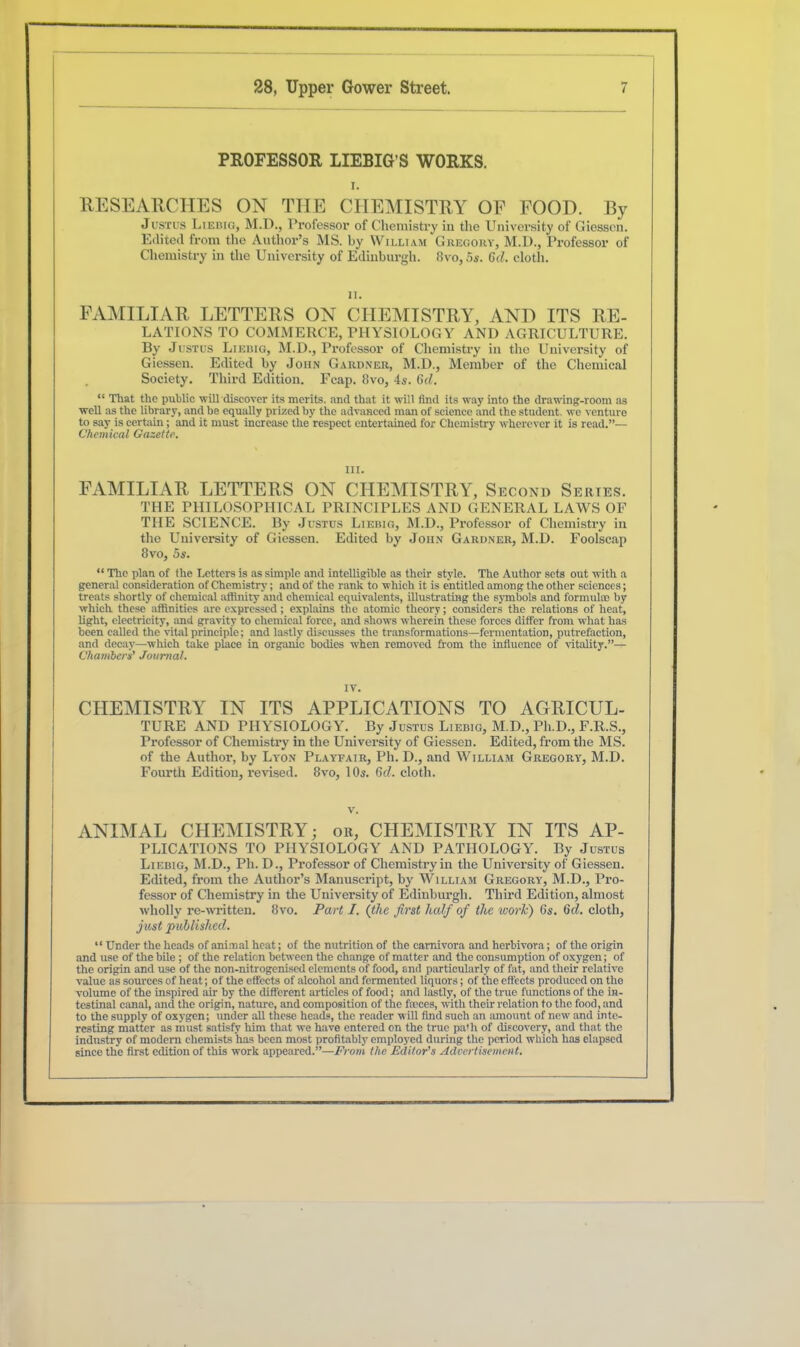 28, Upper Gower Street. 7
PROFESSOR LIEBIG'S WORKS.
I.
RESEARCHES ON THE CHEMISTRY OF FOOD. By
Justus Liebig, M.D., Professor of Chemistry in the University of Giessen.
Edited from the Author's MS. by William Gregory, M.D., Professor of
Chemistry in the University of Edinburgh. 8vo, 5s. 6d. cloth.
II.
FAMILIAR LETTERS ON CHEMISTRY, AND ITS RE-
LATIONS TO COMMERCE, PHYSIOLOGY AND AGRICULTURE.
By Justus Liebig, M.D., Professor of Chemistry in the University of
Giessen. Edited by John Gardner, M.D., Member of the Chemical
Society. Third Edition. Fcap. 8vo, 4s. 6d.
“ That the public will discover its merits. and that it will find its way into the drawing-room as
well as the library, and be equally prized by the advanced man of science and the student. we venture
to say is certain; and it must increase the respect entertained for Chemistry wherever it is read.”—
Chemical Gazette.
III.
FAMILIAR LETTERS ON CHEMISTRY, Second Series.
THE PHILOSOPHICAL PRINCIPLES AND GENERAL LAWS OF
THE SCIENCE. By Justus Liebig, M.D., Professor of Chemistry in
the University of Giessen. Edited by John Gardner, M.D. Foolscap
8vo, 5s.
“ The plan of the Letters is as simple and intelligible as their style. The Author sets out with a
general consideration of Chemistry; and of the rank to which it is entitled among the other sciences;
treats shortly of chemical affinity and chemical equivalents, illustrating the symbols and formulæ by
which these affinities are expressed; explains the atomic theory; considers the relations of heat,
light, electricity, and gravity to chemical force, and shows wherein these forces differ from what has
been called the vital principle; and lastly discusses the transformations—fermentation, putrefaction,
and decay—which take place in organic bodies when removed from the influence of vitality.”—
Chambers' Journal.
IV.
CHEMISTRY IN ITS APPLICATIONS TO AGRICUL-
TURE AND PHYSIOLOGY. By Justus Liebig, M.D., Ph.D., F.R.S.,
Professor of Chemistry in the University of Giessen. Edited, from the MS.
of the Author, by Lyon Playfair, Ph. D., and William Gregory, M.D.
Fourth Edition, revised. 8vo, 10s. 6d. cloth.
V.
ANIMAL CHEMISTRY; or, CHEMISTRY IN ITS AP-
PLICATIONS TO PHYSIOLOGY AND PATHOLOGY. By Justus
Liebig, M.D., Ph. D., Professor of Chemistry in the University of Giessen.
Edited, from the Author's Manuscript, by William Gregory, M.D., Pro-
fessor of Chemistry in the University of Edinburgh. Third Edition, almost
wholly re-written. 8vo. Part I. (the first half of the work) 6s. 6d. cloth,
just published.
“ Under the heads of animal heat; of the nutrition of the carnivora and herbivora; of the origin
and use of the bile; of the relation between the change of matter and the consumption of oxygen; of
the origin and use of the non-nitrogenised elements of food, and particularly of fat, and their relative
value as sources of heat; of the effects of alcohol and fermented liquors; of the effects produced on the
volume of the inspired air by the different articles of food; and lastly, of the true functions of the in-
testinal canal, and the origin, nature, and composition of the fæces, with their relation to the food, and
to the supply of oxygen; under all these heads, the reader will find such an amount of new and inte-
resting matter as must satisfy him that we have entered on the true path of discovery, and that the
industry of modern chemists has been most profitably employed during the period which has elapsed
since the first edition of this work appeared.”—From the Editor's Advertisement.